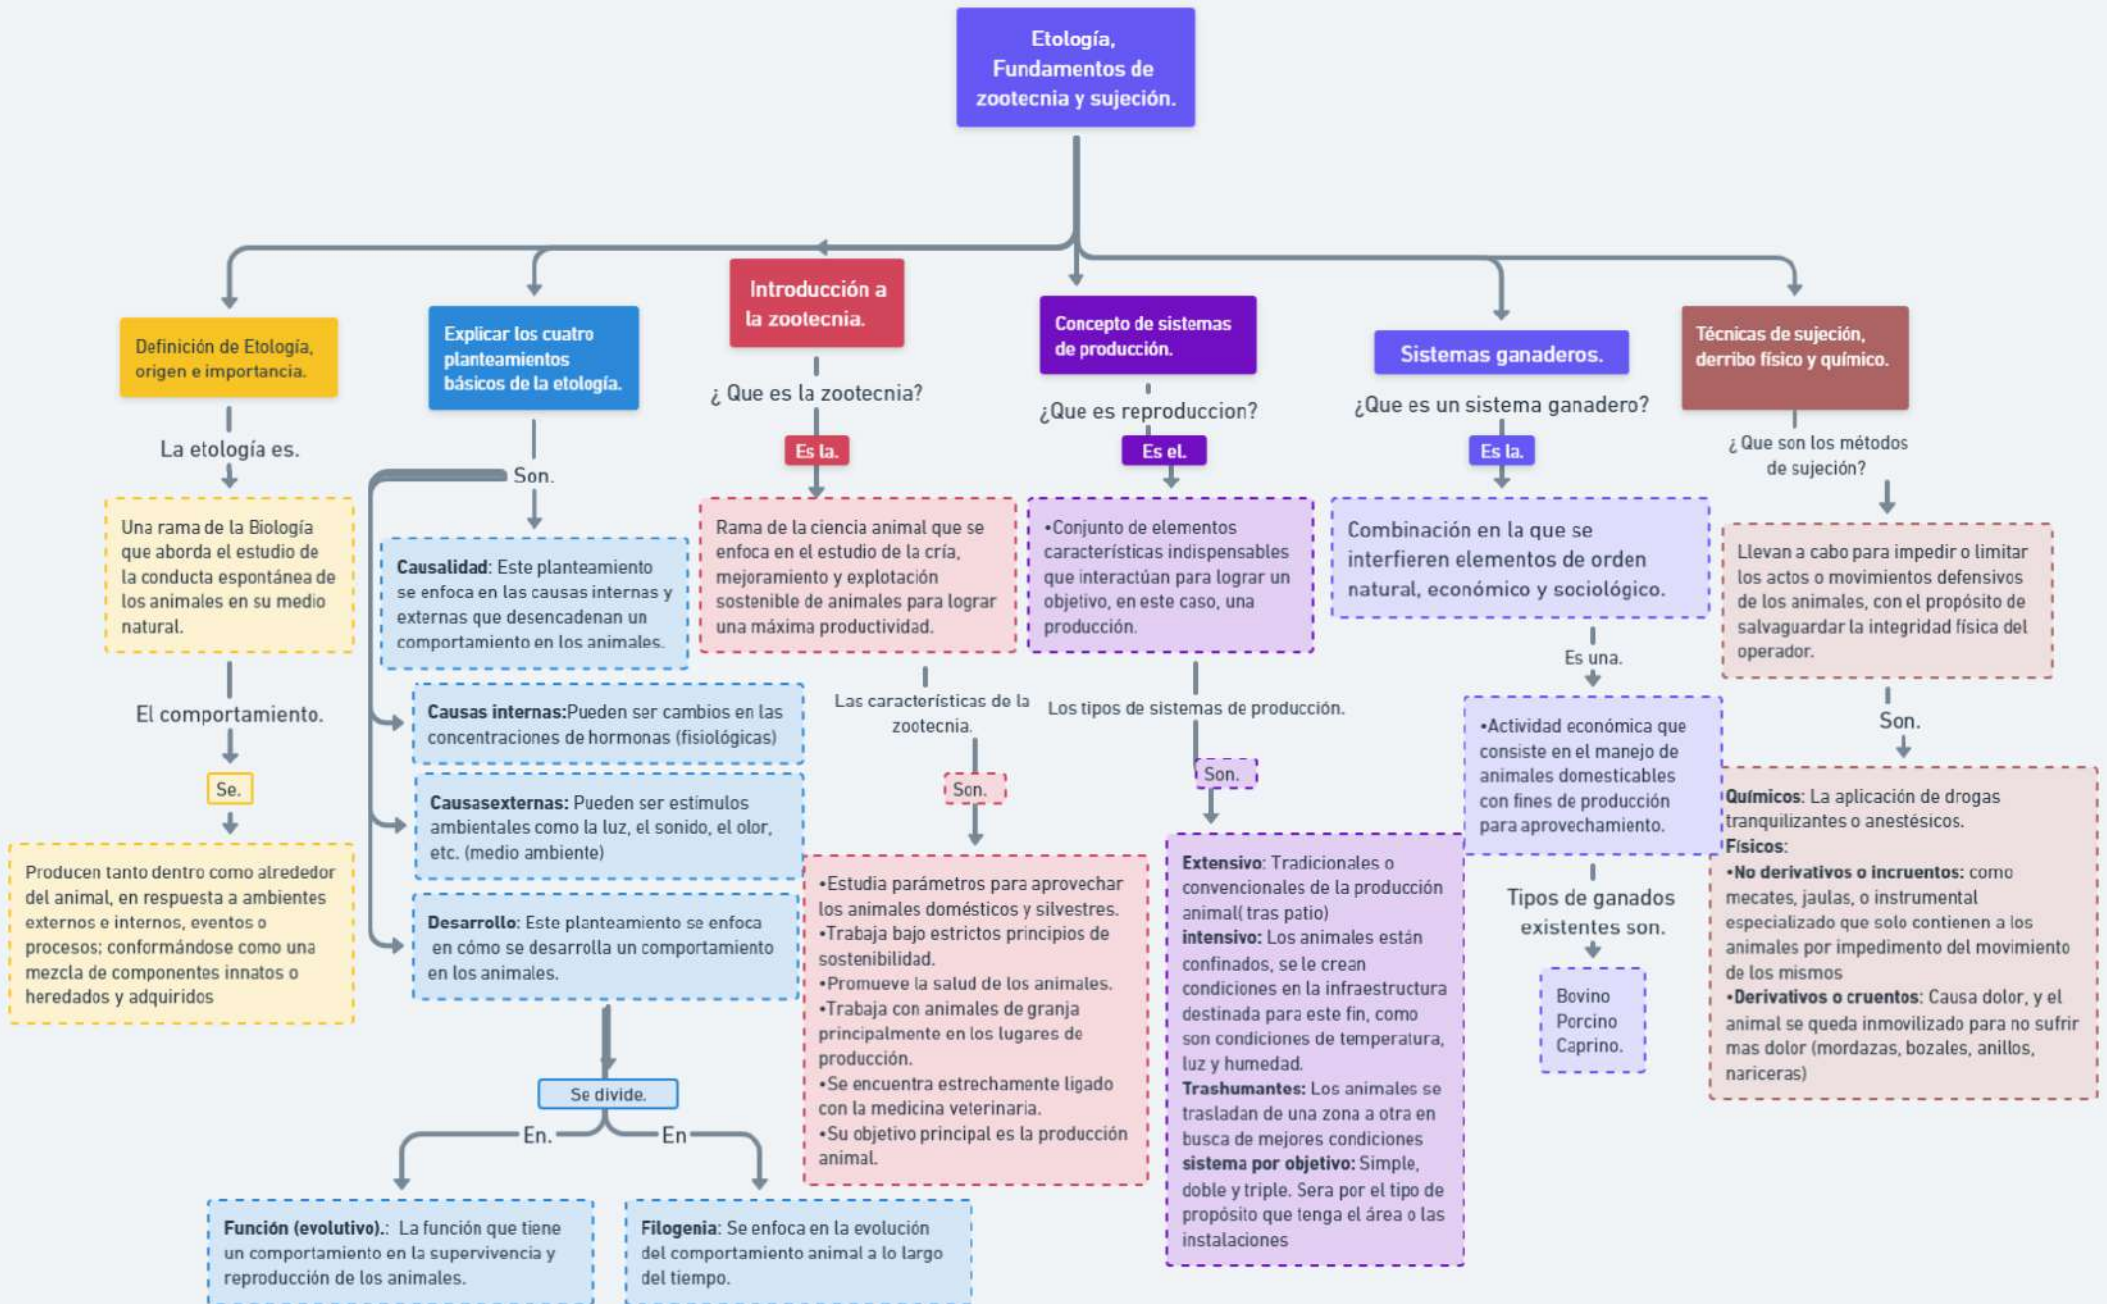 Etología,
Fundamentos de
zootecnia y sujeción.
Definición de Etología,
origen e importancia.
La etología es.
Una rama de la Biología
que aborda el estudio de
la conducta espontánea de
los animales en su medio
natural.
El comportamiento.
Se.
Producen tanto dentro como alrededor
del animal, en respuesta a ambientes
externos e internos, eventos o
procesos; conformándose como una
mezcla de componentes innatos o
heredados y adquiridos
Explicar los cuatro
planteamientos
básicos de la etología.
Son.
Causalidad: Este planteamiento
se enfoca en las causas internas y
externas que desencadenan un
comportamiento en los animales.
Causas internas:Pueden ser cambios en las
concentraciones de hormonas (fisiológicas)
Causasexternas: Pueden ser estímulos
ambientales como la luz, el sonido, el olor,
etc. (medio ambiente)
Desarrollo: Este planteamiento se enfoca
en cómo se desarrolla un comportamiento
en los animales.
Se divide.
En.
En
Función (evolutivo).: La función que tiene
un comportamiento en la supervivencia y
reproducción de los animales.
Filogenia: Se enfoca en la evolución
del comportamiento animal a lo largo
del tiempo.
Introducción a
la zootecnia.
¿ Que es la zootecnia?
Es la.
Rama de la ciencia animal que se
enfoca en el estudio de la cría,
mejoramiento y explotación
sostenible de animales para lograr
una máxima productividad.
Las características de la
zootecnia.
Son.
•Estudia parámetros para aprovechar
los animales domésticos y silvestres.
•Trabaja bajo estrictos principios de
sostenibilidad.
•Promueve la salud de los animales.
•Trabaja con animales de granja
principalmente en los lugares de
producción.
•Se encuentra estrechamente ligado
con la medicina veterinaria.
•Su objetivo principal es la producción
animal.
Concepto de sistemas
de producción.
¿Que es reproduccion?
Es el.
•Conjunto de elementos
características indispensables
que interactúan para lograr un
objetivo, en este caso, una
producción.
Los tipos de sistemas de producción.
Son.
Extensivo: Tradicionales o
convencionales de la producción
animal( tras patio)
intensivo: Los animales están
confinados, se le crean
condiciones en la infraestructura
destinada para este fin, como
son condiciones de temperatura,
luz y humedad.
Trashumantes: Los animales se
trasladan de una zona a otra en
busca de mejores condiciones
sistema por objetivo: Simple,
doble y triple. Sera por el tipo de
propósito que tenga el área o las
instalaciones
Sistemas ganaderos.
¿Que es un sistema ganadero?
Es la.
Combinación en la que se
interfieren elementos de orden
natural, económico y sociológico.
Es una.
•Actividad económica que
consiste en el manejo de
animales domesticables
con fines de producción
para aprovechamiento.
Tipos de ganados
existentes son.
Bovino
Porcino
Caprino.
Técnicas de sujeción,
derribo físico y químico.
¿ Que son los métodos
de sujeción?
Llevan a cabo para impedir o limitar
los actos o movimientos defensivos
de los animales, con el propósito de
salvaguardar la integridad física del
operador.
Son.
Químicos: La aplicación de drogas
tranquilizantes o anestésicos.
Físicos:
•No derivativos o incruentos: como
mecates, jaulas, o instrumental
especializado que solo contienen a los
animales por impedimento del movimiento
de los mismos
•Derivativos o cruentos: Causa dolor, y el
animal se queda inmovilizado para no sufrir
mas dolor (mordazas, bozales, anillos,
nariceras)